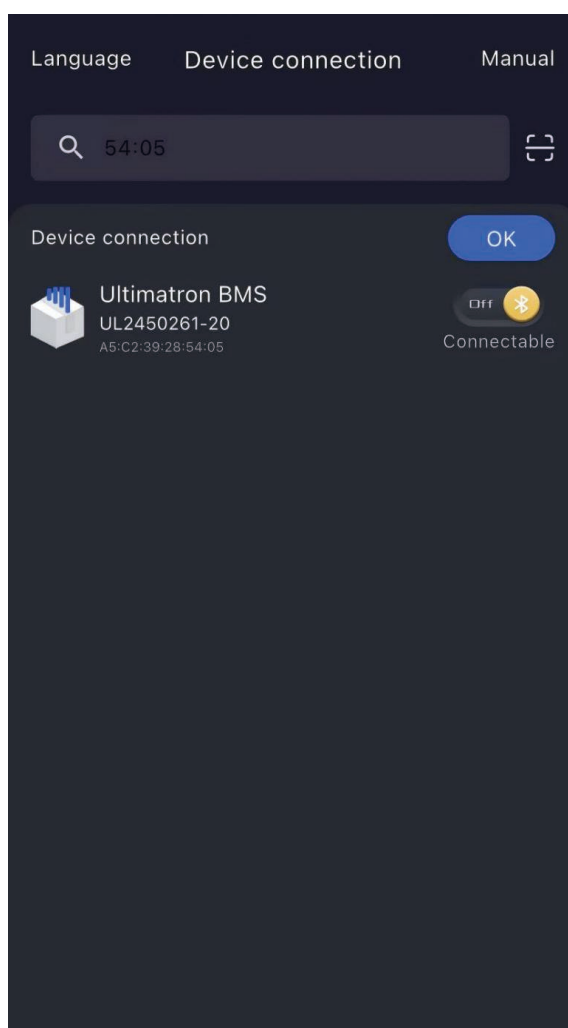 Language Device connection Manual
54:05
Device connection OK
Ultimatron BMS
UL2450261-20
Off
A5:C2:39:28:54:05
Connectable